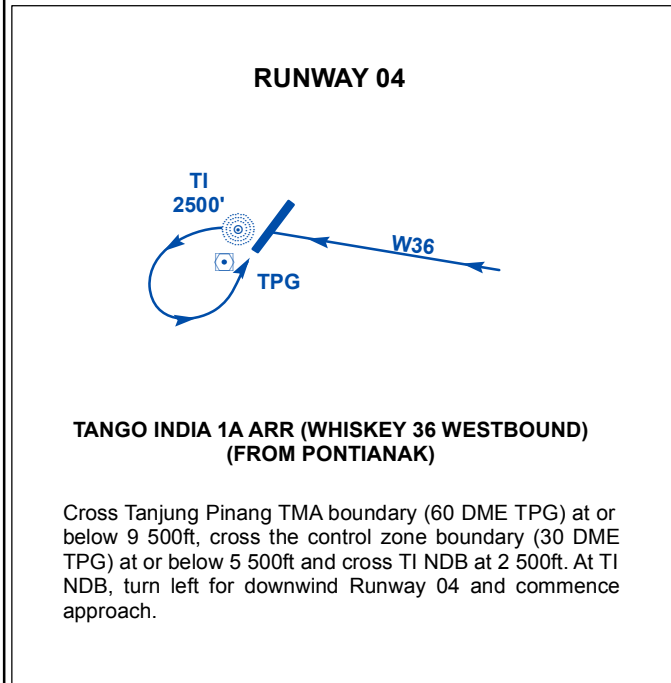 RUNWAY 04
TI
2500'
W36
TPG
TANGO INDIA 1A ARR (WHISKEY 36 WESTBOUND)
(FROM PONTIANAK)
Cross Tanjung Pinang TMA boundary (60 DME TPG) at or
below 9 500ft, cross the control zone boundary (30 DME
TPG) at or below 5 500ft and cross TI NDB at 2 500ft. At TI
NDB, turn left for downwind Runway 04 and commence
approach.